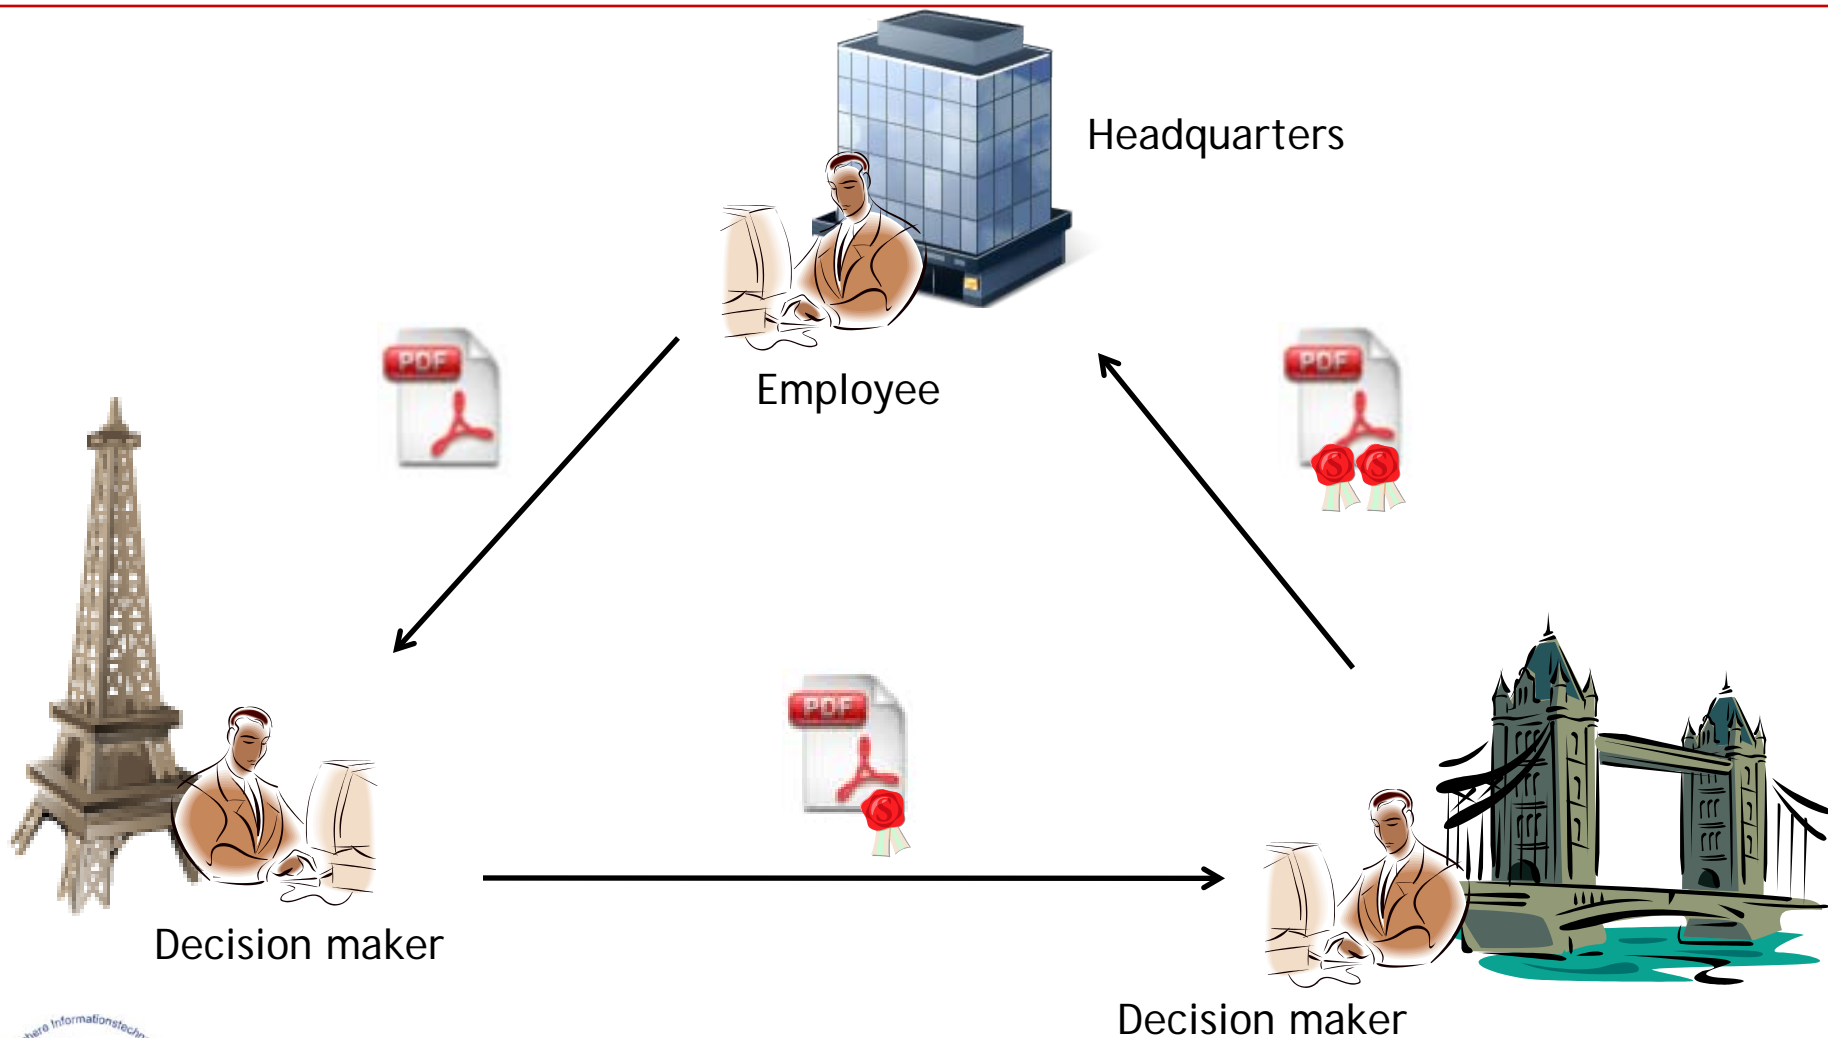 Headquarters
PDF
PDF
Employee
PDF
Decision maker
Decision maker